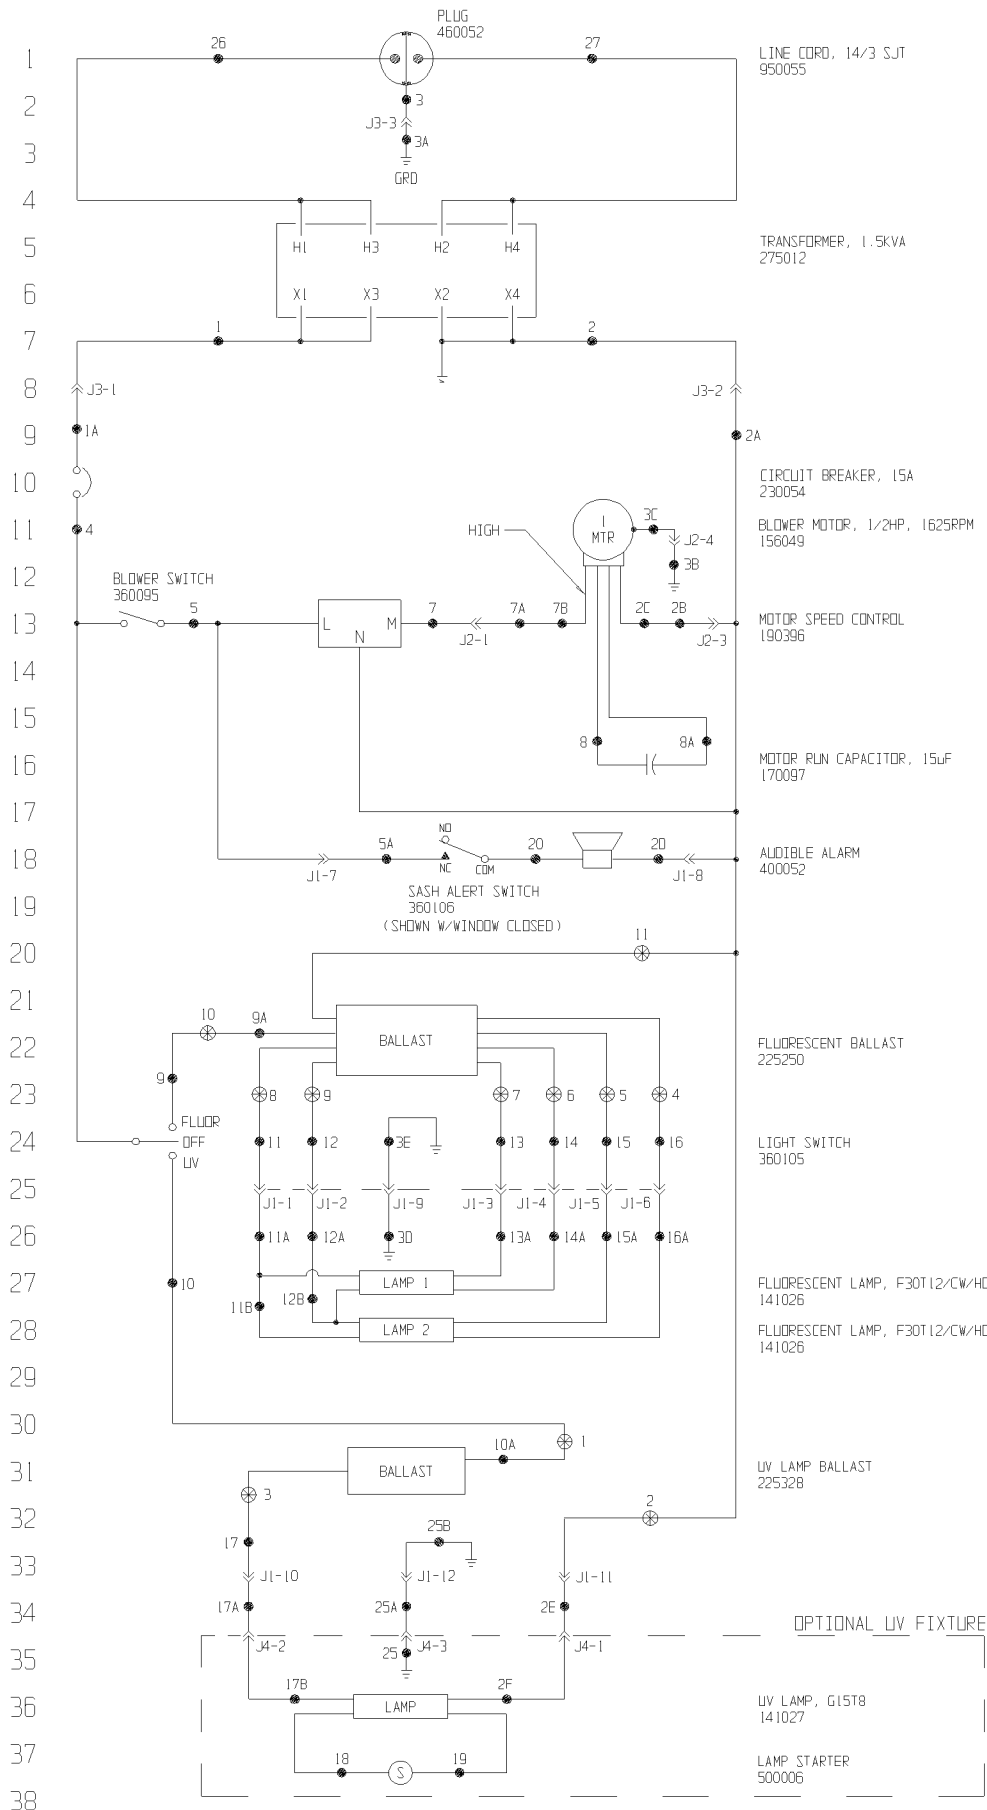 PLUG
460052
26
27
1
LINE CORD, 14/3 SJT
950055
2
3
J3-3
3A
3
GRD
4
5
H1
H3
H2
H4
TRANSFORMER, 1.5KVA
275012
6
X1
X3
X2
X4
7
1
2
8
J3-1
J3-2
9
1A
2A
10
CIRCUIT BREAKER, 15A
230054
11
4
HIGH
1
MTR
3C
J2-4
BLOWER MOTOR, 1/2HP, 1625RPM
156049
12
3B
BLOWER SWITCH
360095
13
5
L
N
M
7
J2-1
7A
7B
2C
2B
J2-3
MOTOR SPEED CONTROL
190396
14
15
8
8A
16
MOTOR RUN CAPACITOR, 15uF
170097
17
18
J1-7
5A
NO
NC
COM
20
2D
J1-8
AUDIBLE ALARM
400052
SASH ALERT SWITCH
360106
(SHOWN W/WINDOW CLOSED)
19
20
11
21
10
9A
22
BALLAST
FLUORESCENT BALLAST
225250
9
23
8
9
7
6
5
4
FLUOR
OFF
UV
24
11
12
3E
13
14
15
16
LIGHT SWITCH
360105
25
J1-1
J1-2
J1-9
J1-3
J1-4
J1-5
J1-6
26
11A
12A
3D
13A
14A
15A
16A
27
10
LAMP 1
FLUORESCENT LAMP, F30T12/CW/HO
141026
11B
12B
28
LAMP 2
FLUORESCENT LAMP, F30T12/CW/HO
141026
29
30
1
10A
31
BALLAST
UV LAMP BALLAST
225328
3
2
32
17
25B
33
J1-10
J1-12
J1-11
34
17A
25A
2E
OPTIONAL UV FIXTURE
35
J4-2
25
J4-3
J4-1
36
17B
LAMP
2F
UV LAMP, G15T8
141027
37
18
S
19
LAMP STARTER
500006
38